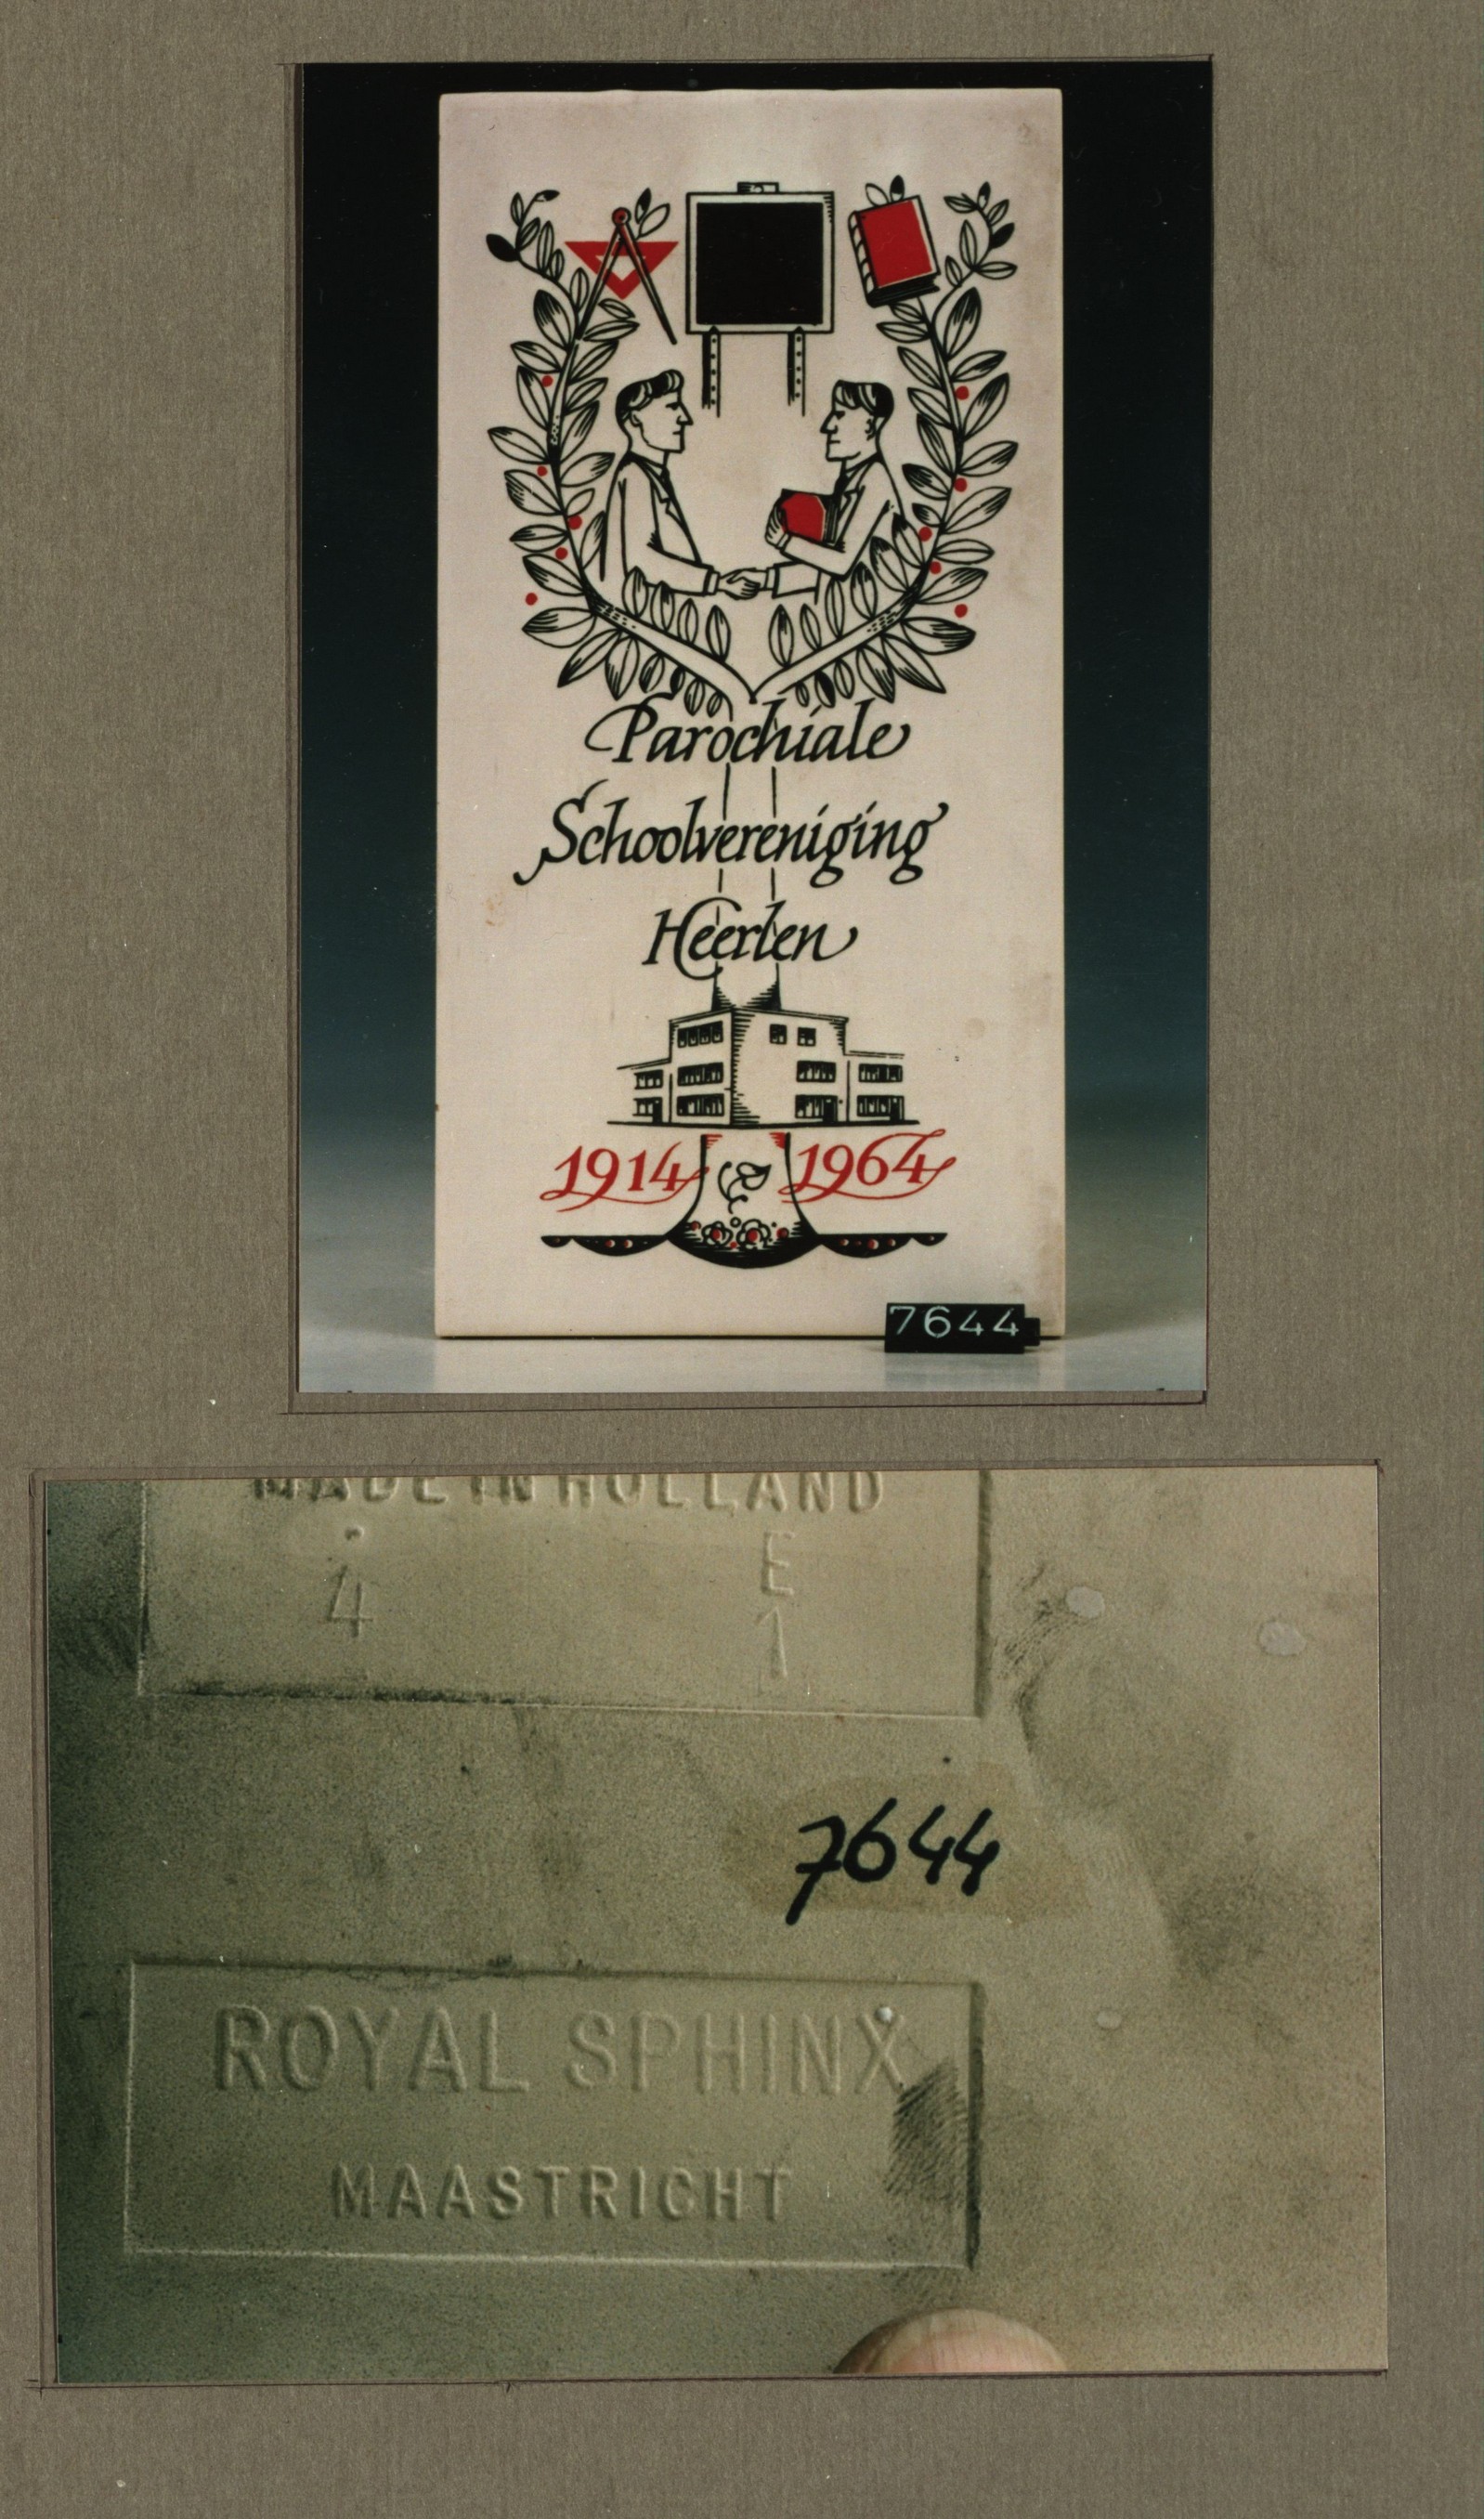 Parochiale
Schoolvereniging
Heerlen
1914 1964
7644
MADE IN HOLLAND
4 E
1
7644
ROYAL SPHINX
MAASTRICHT